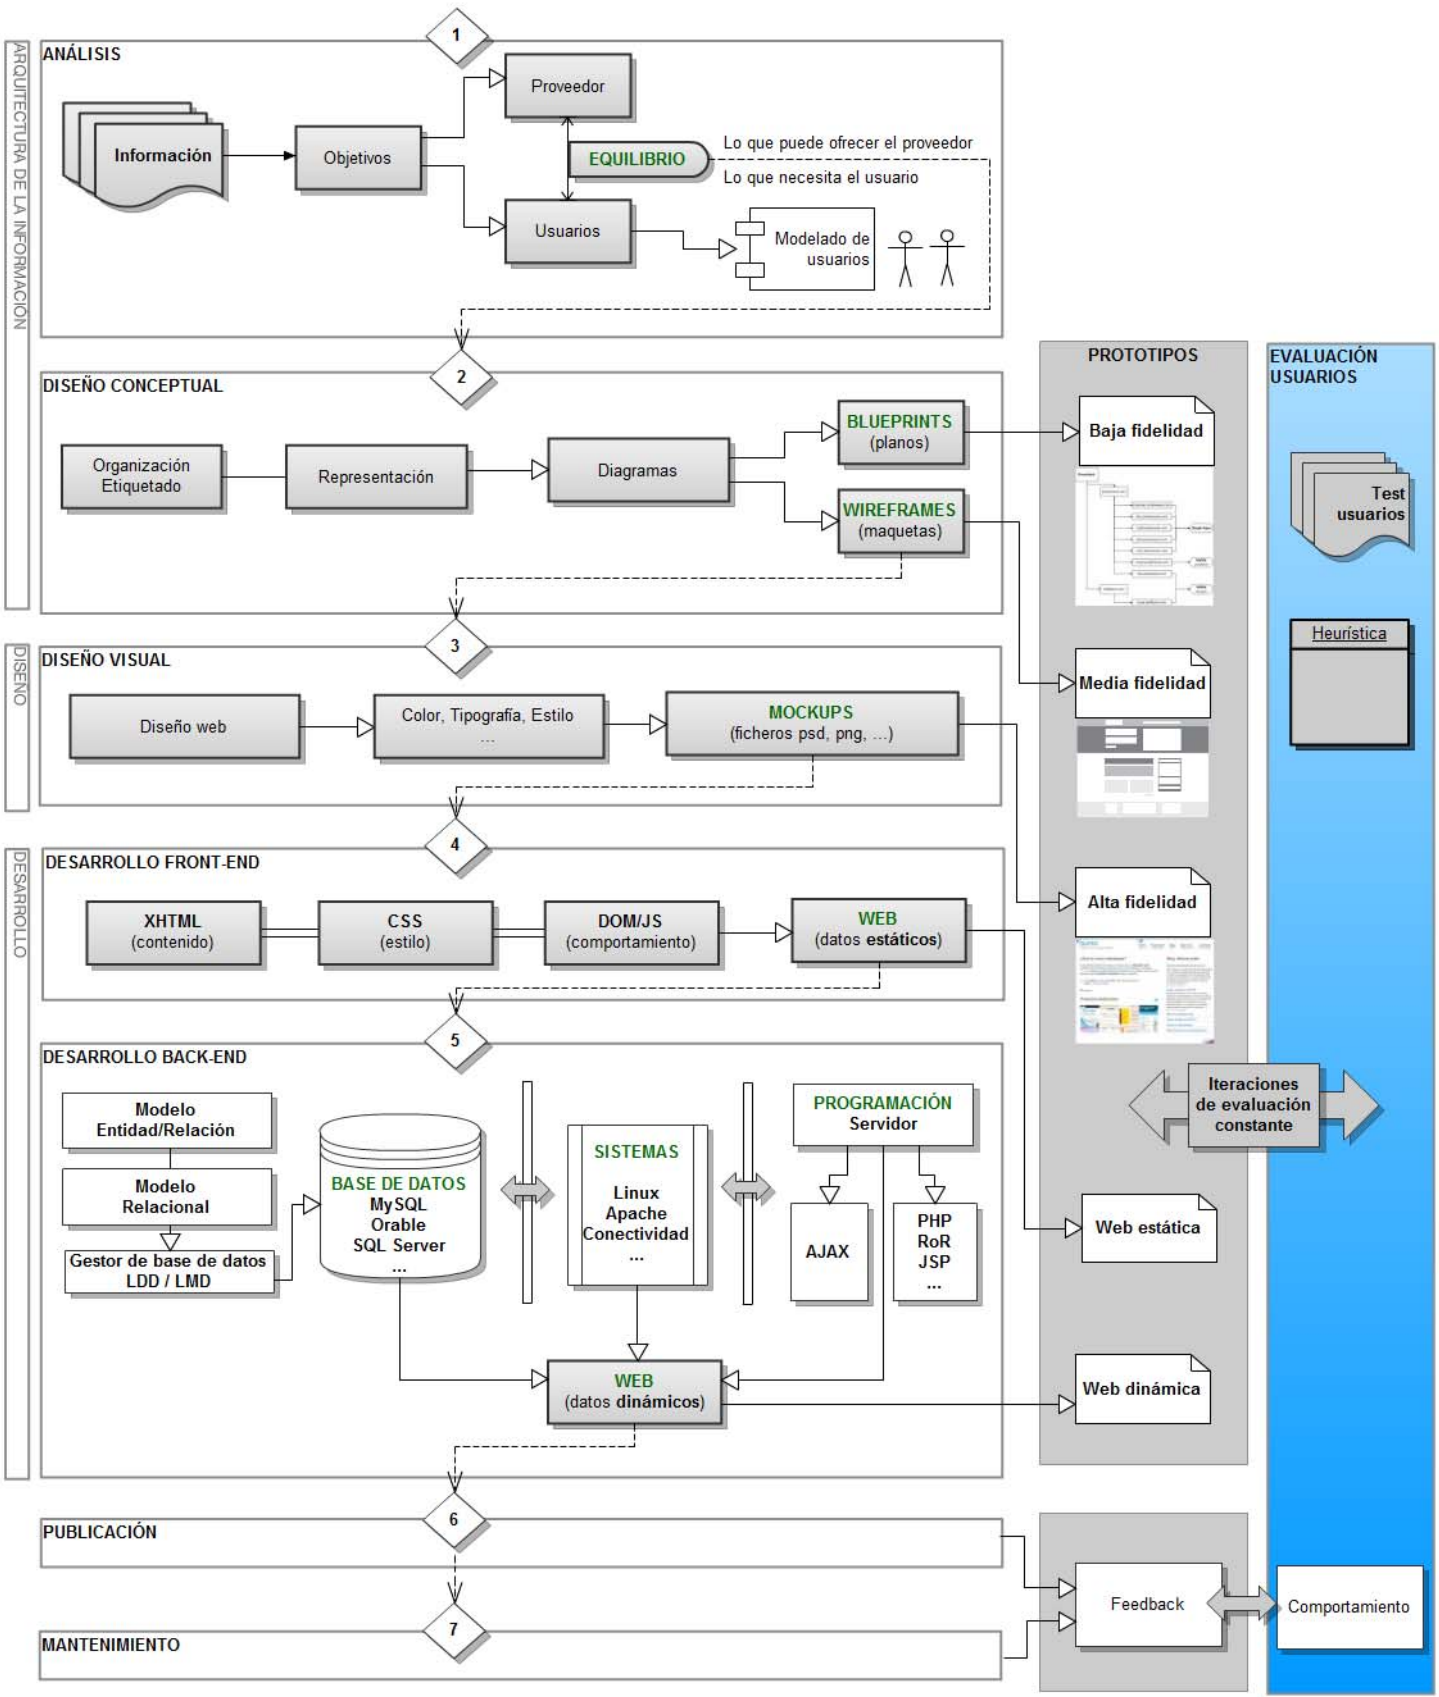 1
ARQUITECTURA DE LA INFORMACIÓN
ANÁLISIS
Información
Objetivos
Proveedor
EQUILIBRIO
Lo que puede ofrecer el proveedor
Lo que necesita el usuario
Usuarios
Modelado de
usuarios
2
DISEÑO CONCEPTUAL
Organización
Etiquetado
Representación
Diagramas
BLUEPRINTS
(planos)
WIREFRAMES
(maquetas)
3
DISEÑO
DISEÑO VISUAL
Diseño web
Color, Tipografía, Estilo
...
MOCKUPS
(ficheros psd, png, ...)
4
DESARROLLO
DESARROLLO FRONT-END
XHTML
(contenido)
CSS
(estilo)
DOM/JS
(comportamiento)
WEB
(datos estáticos)
5
DESARROLLO BACK-END
Modelo
Entidad/Relación
Modelo
Relacional
Gestor de base de datos
LDD / LMD
BASE DE DATOS
MySQL
Orable
SQL Server
...
SISTEMAS
Linux
Apache
Conectividad
...
PROGRAMACIÓN
Servidor
AJAX
PHP
RoR
JSP
...
WEB
(datos dinámicos)
6
PUBLICACIÓN
7
MANTENIMIENTO
PROTOTIPOS
Baja fidelidad
Media fidelidad
Alta fidelidad
Iteraciones
de evaluación
constante
Web estática
Web dinámica
Feedback
EVALUACIÓN
USUARIOS
Test
usuarios
Heurística
Comportamiento